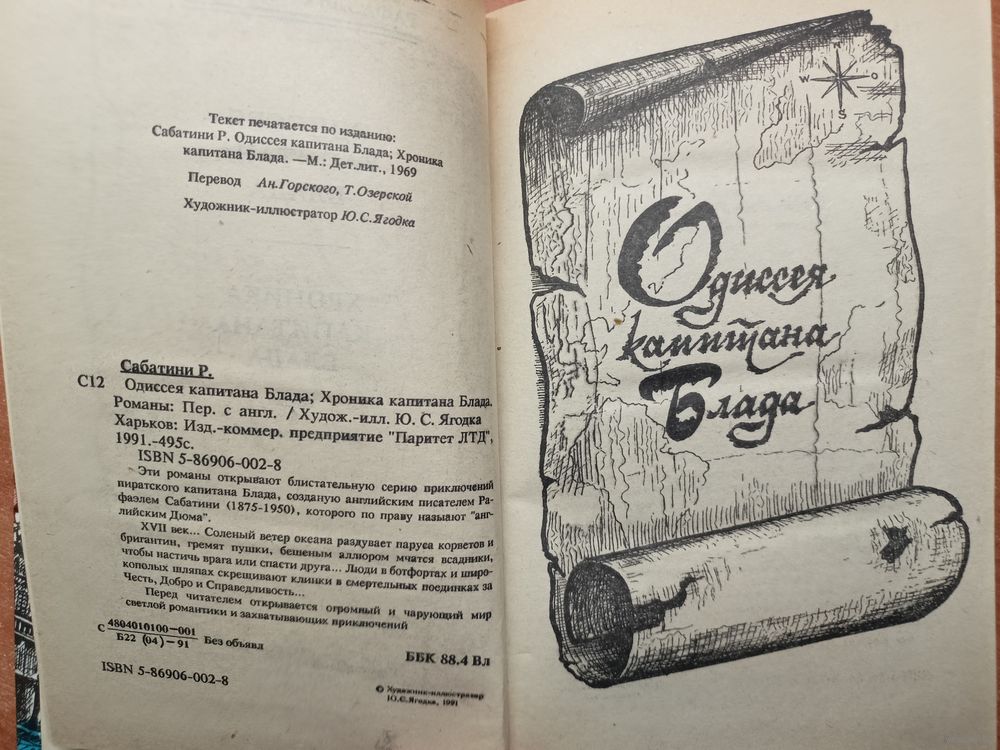 Текст печатается по изданию:
Сабатини Р. Одиссея капитана Блада; Хроника
капитана Блада. —М.: Дет.лит., 1969
Перевод Ан.Горского, Т.Озерской
Художник-иллюстратор Ю.С.Ягодка
Сабатини Р.
С12 Одиссея капитана Блада; Хроника капитана Блада.
Романы: Пер. с англ. / Худож.-илл. Ю. С. Ягодка
Харьков: Изд.-коммер. предприятие "Паритет ЛТД",
1991.-495с.
ISBN 5-86906-002-8
Эти романы открывают блистательную серию приключений
пиратского капитана Блада, созданую английским писателем Ра-
фаэлем Сабатини (1875-1950), которого по праву назыают "анг-
лийским Дюма".
XVII век... Соленый ветер океана раздувает паруса корветов и
бригантин, гремят пушки, бешеным аллюром мчатся всадники,
чтобы настичь врага или спасти друга... Люди в ботфортах и широ-
кополых шляпах скрещивают клинки в смертельных поединках за
Честь, Добро и Справедливость...
Перед читателем открывается огромный и чарующий мир
светлой романтики и захватывающих приключений
С 4804010100—001
Б22 (04)—91 Без объявл
ББК 88.4 Вл
ISBN 5-86906-002-8
© Художник-иллюстратор
Ю.С.Ягодка, 1991
N
W O
S
Одиссея
капитана
Блада